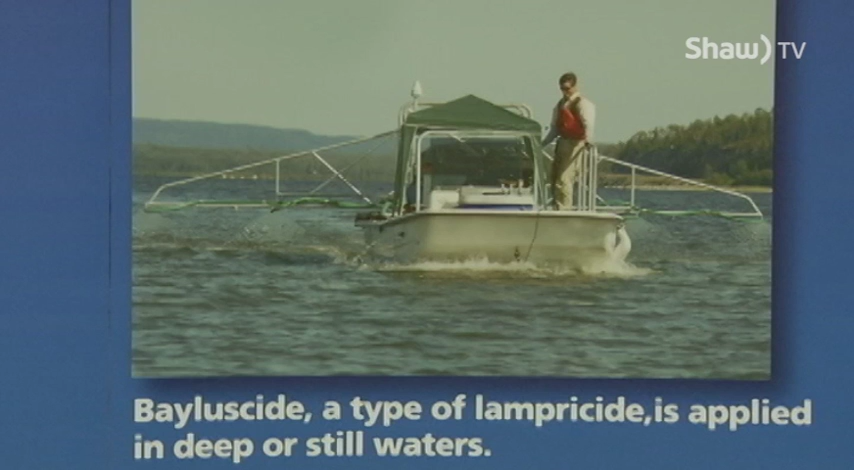 Shaw) TV
Bayluscide, a type of lampricide,is applied
in deep or still waters.